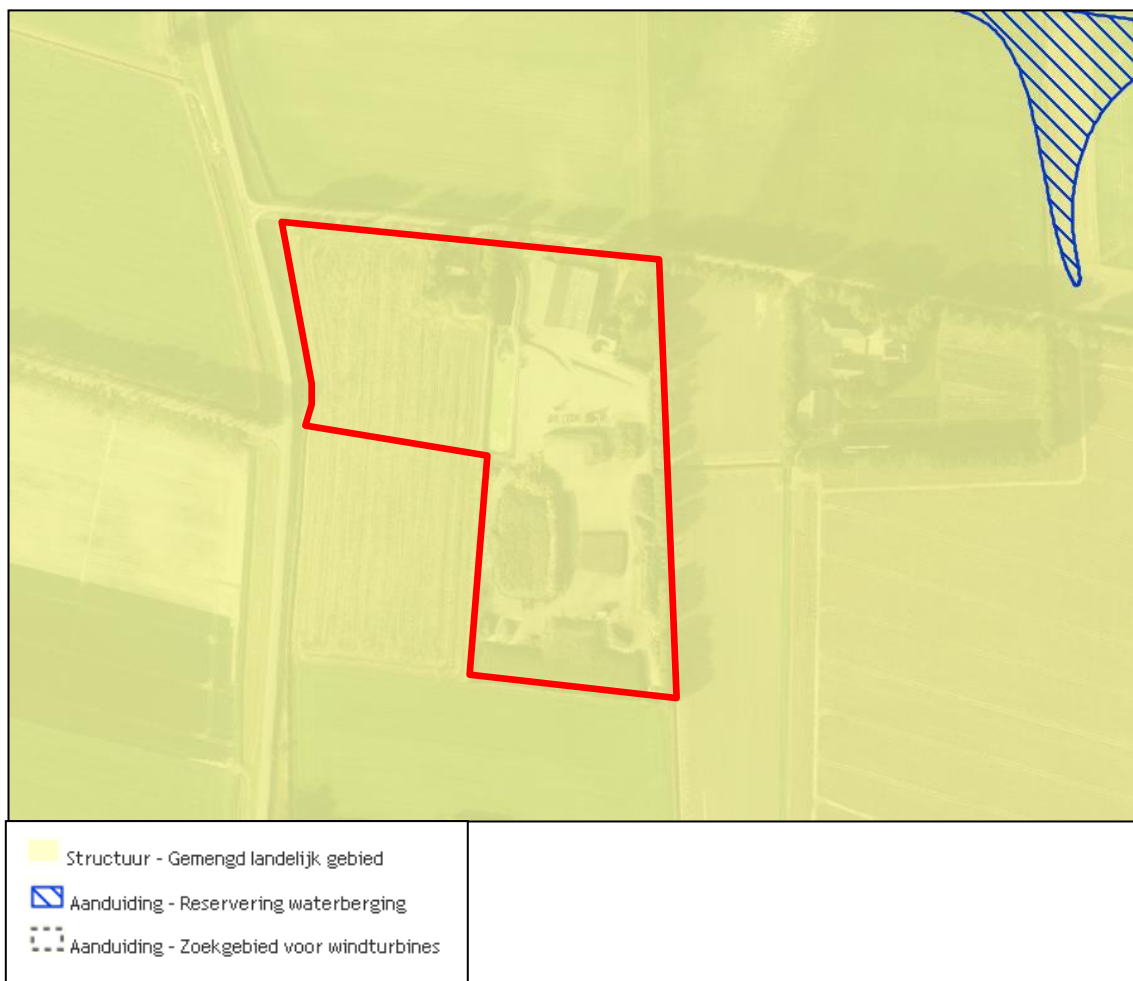 Structuur - Gemengd landelijk gebied
Aanduiding - Reservering waterberging
Aanduiding - Zoekgebied voor windturbines